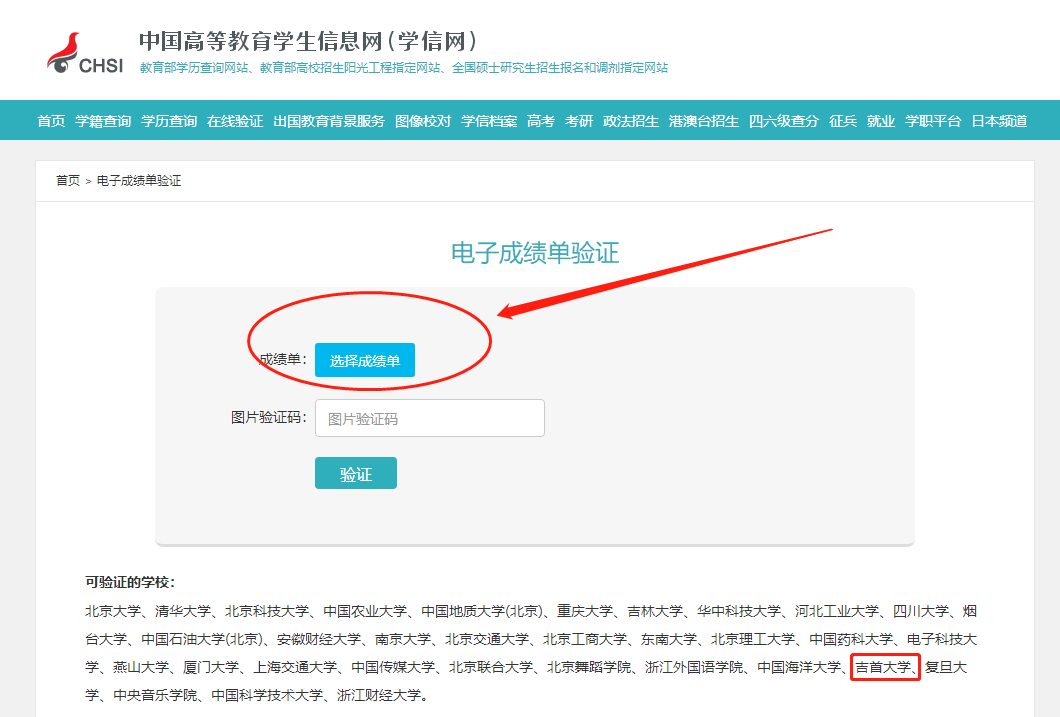 CHSI
中国高等教育学生信息网(学信网)
教育部学历查询网站、教育部高校招生阳光工程指定网站、全国硕士研究生招生报名和调剂指定网站
首页 学籍查询 学历查询 在线验证 出国教育背景服务 图像校对 学信档案 高考 考研 政法招生 港澳台招生 四六级查分 征兵 就业 学职平台 日本频道
首页 > 电子成绩单验证
电子成绩单验证
成绩单: 选择成绩单
图片验证码: 图片验证码
验证
可验证的学校:
北京大学、清华大学、北京科技大学、中国农业大学、中国地质大学(北京)、重庆大学、吉林大学、华中科技大学、河北工业大学、四川大学、烟
台大学、中国石油大学(北京)、安徽财经大学、南京大学、北京交通大学、北京工商大学、东南大学、北京理工大学、中国药科大学、电子科技大
学、燕山大学、厦门大学、上海交通大学、中国传媒大学、北京联合大学、北京舞蹈学院、浙江外国语学院、中国海洋大学、吉首大学、复旦大
学、中央音乐学院、中国科学技术大学、浙江财经大学。